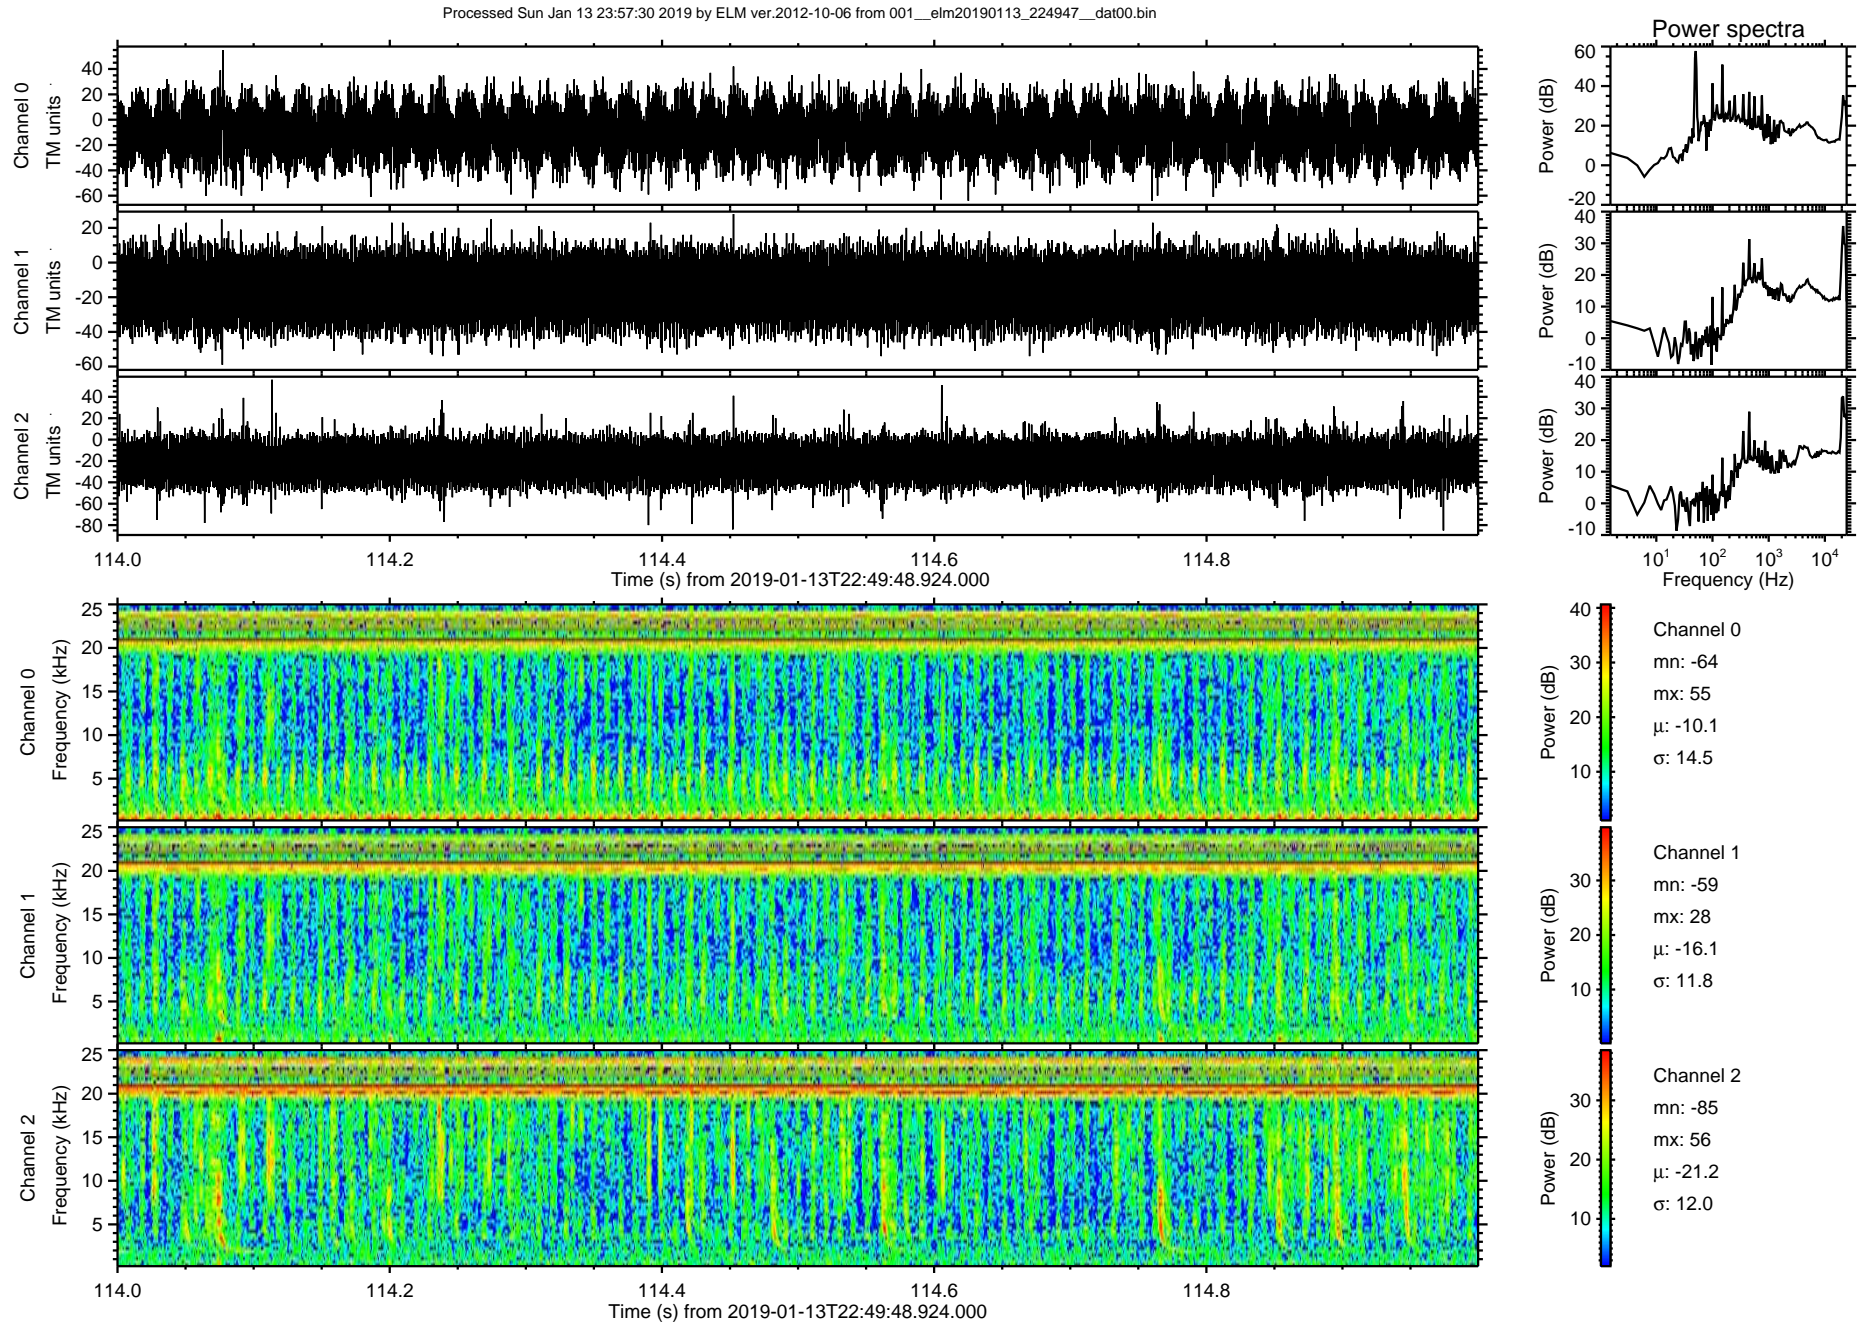 Processed Sun Jan 13 23:57:30 2019 by ELM ver.2012-10-06 from 001__elm20190113_224947__dat00.bin
Power spectra
Channel 0
TM units
40
20
0
-20
-40
-60
Power (dB)
60
40
20
0
-20
Channel 1
TM units
20
0
-20
-40
-60
Power (dB)
40
30
20
10
0
-10
Channel 2
TM units
40
20
0
-20
-40
-60
-80
Power (dB)
40
30
20
10
0
-10
114.0 114.2 114.4 114.6 114.8
Time (s) from 2019-01-13T22:49:48.924.000
10^1 10^2 10^3 10^4
Frequency (Hz)
Channel 0
Frequency (kHz)
25
20
15
10
5
Power (dB)
40
30
20
10
Channel 0
mn: -64
mx: 55
μ: -10.1
σ: 14.5
Channel 1
Frequency (kHz)
25
20
15
10
5
Power (dB)
30
20
10
Channel 1
mn: -59
mx: 28
μ: -16.1
σ: 11.8
Channel 2
Frequency (kHz)
25
20
15
10
5
Power (dB)
30
20
10
Channel 2
mn: -85
mx: 56
μ: -21.2
σ: 12.0
114.0 114.2 114.4 114.6 114.8
Time (s) from 2019-01-13T22:49:48.924.000